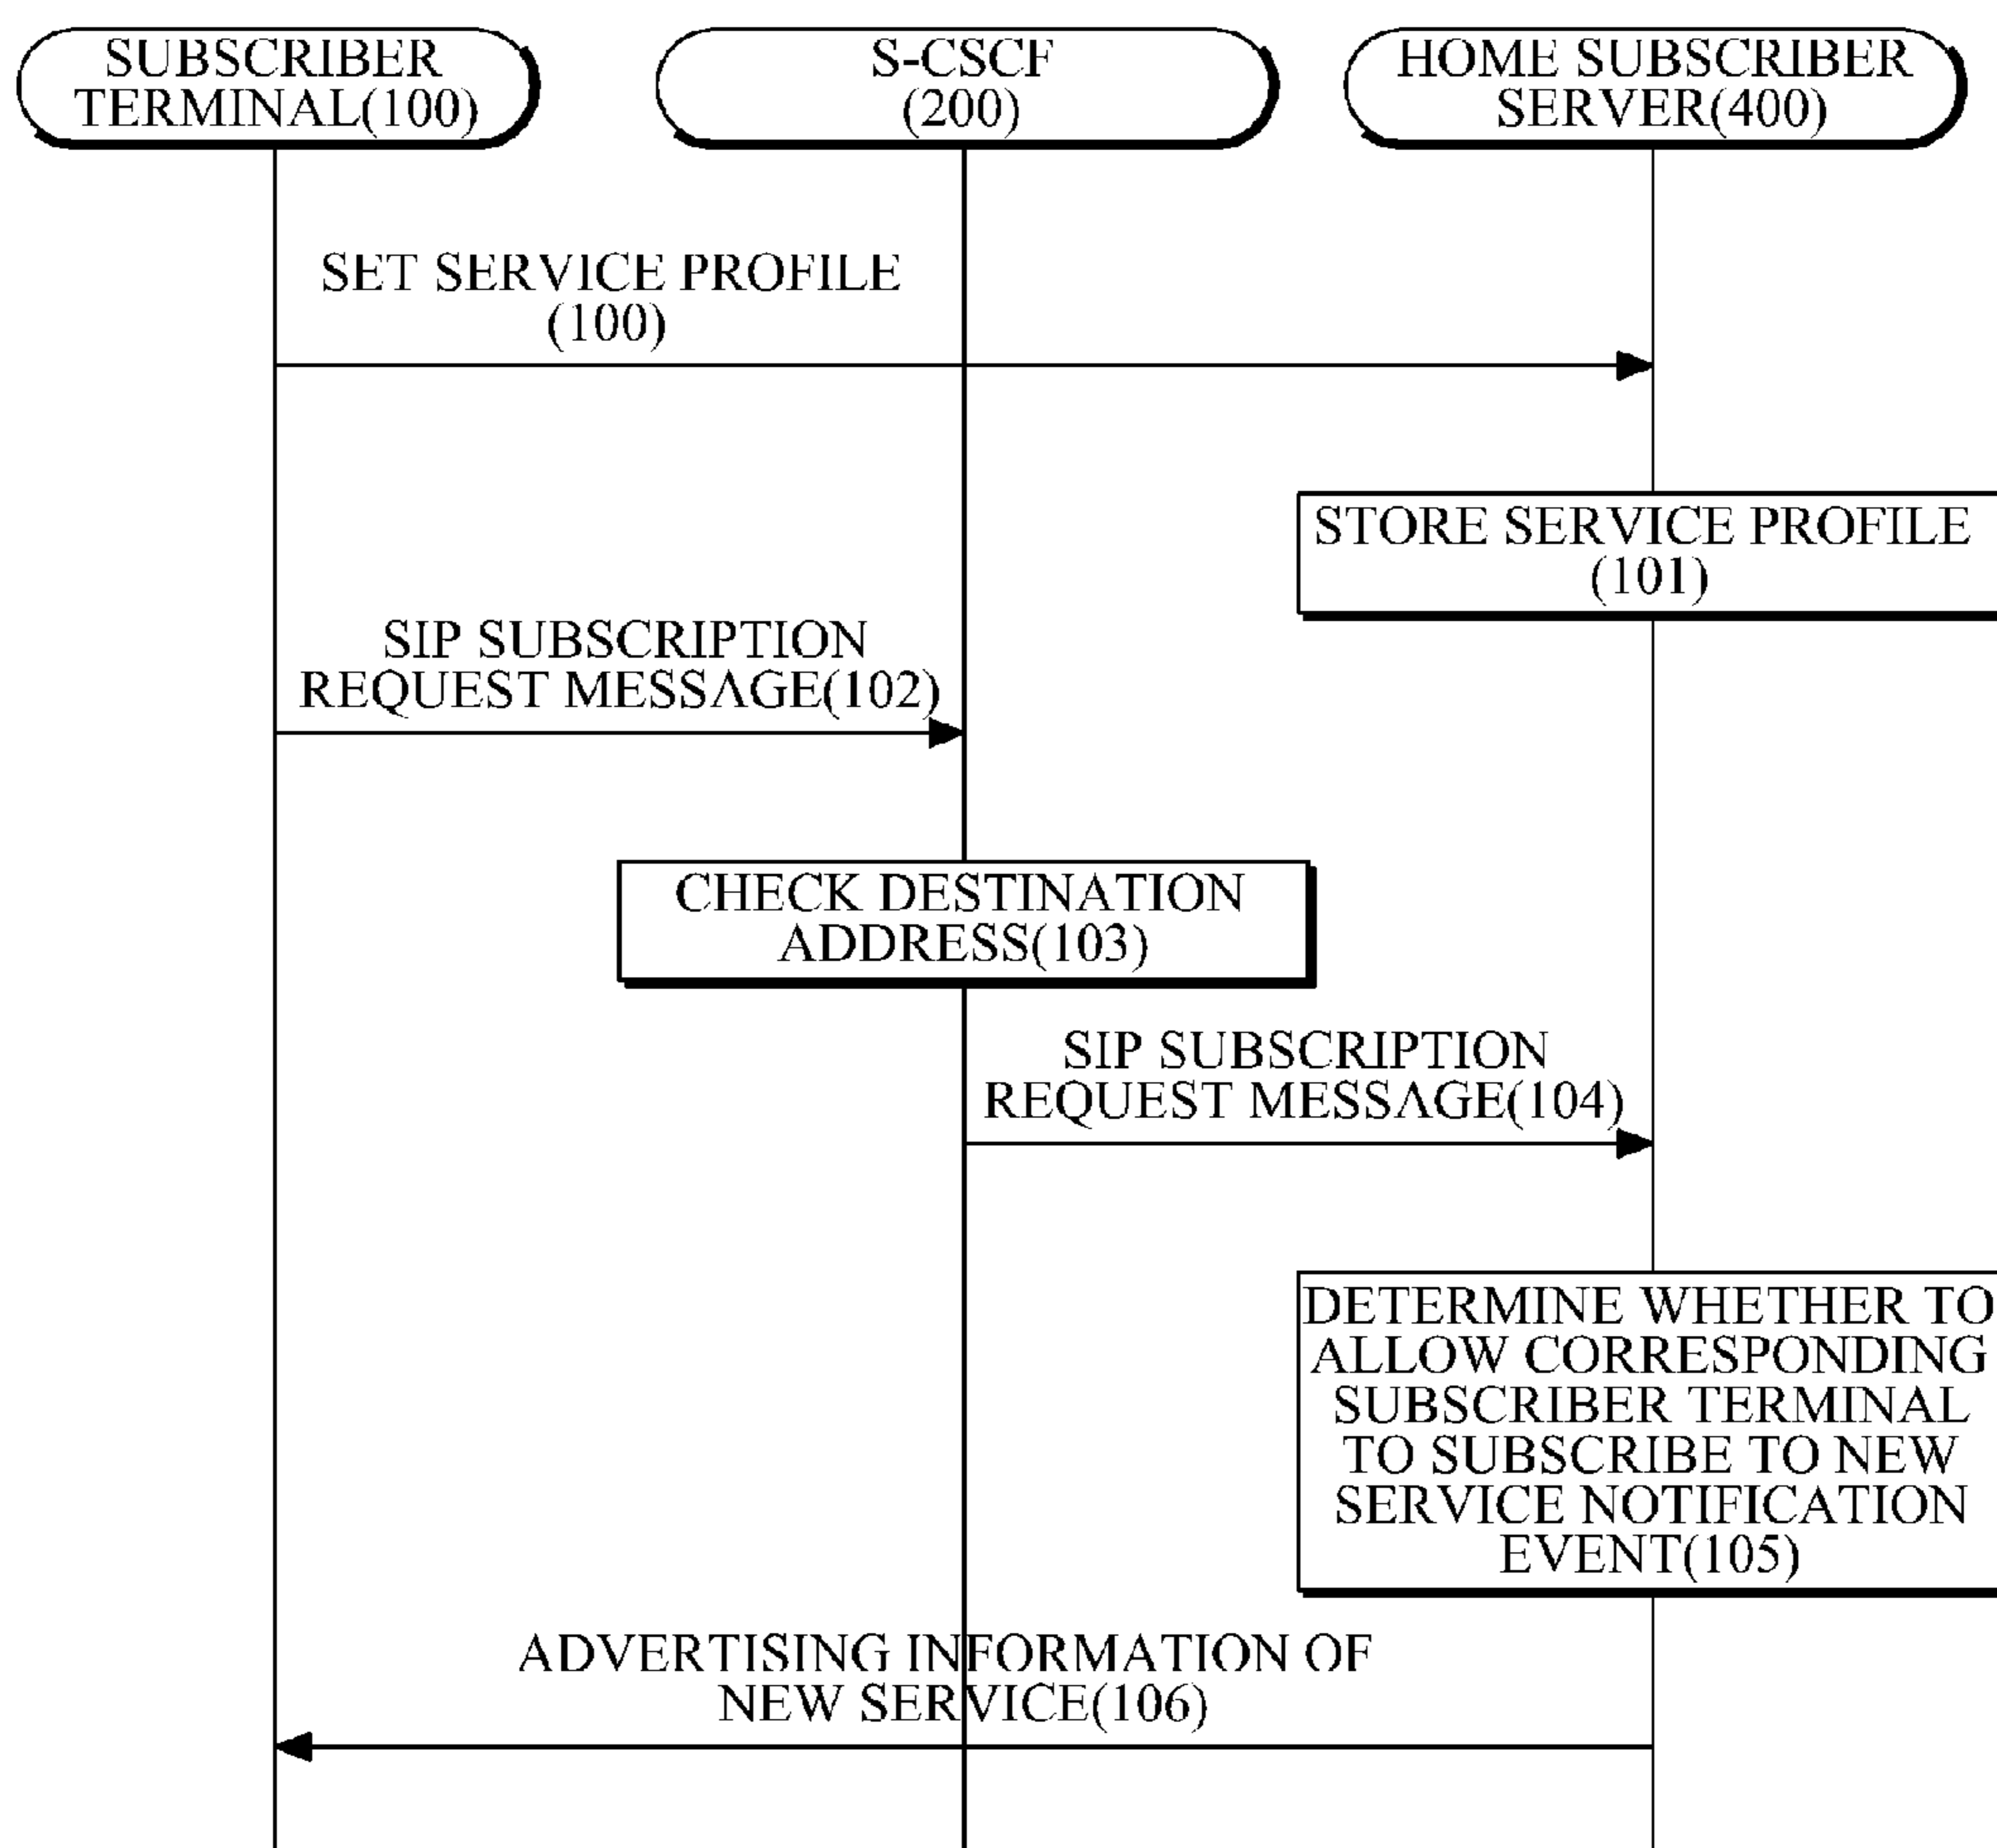 SUBSCRIBER
TERMINAL(100)
S-CSCF
(200)
HOME SUBSCRIBER
SERVER(400)
SET SERVICE PROFILE
(100)
STORE SERVICE PROFILE
(101)
SIP SUBSCRIPTION
REQUEST MESSAGE(102)
CHECK DESTINATION
ADDRESS(103)
SIP SUBSCRIPTION
REQUEST MESSAGE(104)
DETERMINE WHETHER TO
ALLOW CORRESPONDING
SUBSCRIBER TERMINAL
TO SUBSCRIBE TO NEW
SERVICE NOTIFICATION
EVENT(105)
ADVERTISING INFORMATION OF
NEW SERVICE(106)